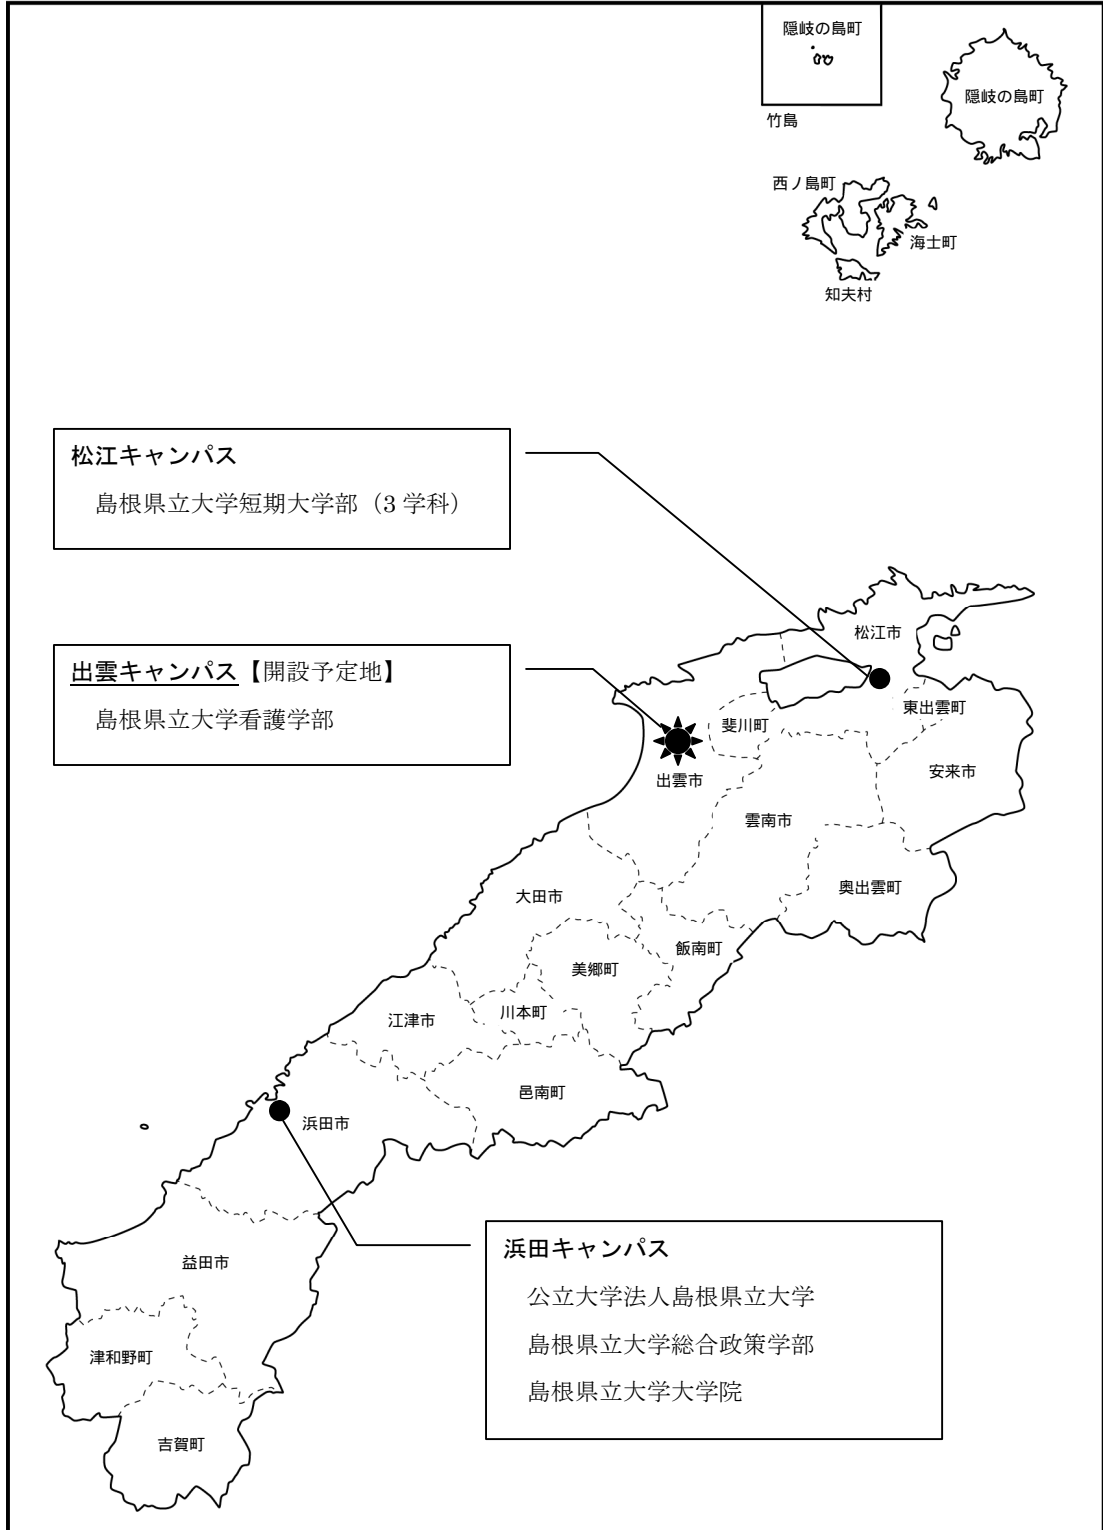 隠岐の島町
竹島
隠岐の島町
西ノ島町
海士町
知夫村
松江キャンパス
島根県立大学短期大学部（3 学科）
出雲キャンパス【開設予定地】
島根県立大学看護学部
松江市
東出雲町
斐川町
安来市
出雲市
雲南市
奥出雲町
大田市
飯南町
美郷町
川本町
江津市
邑南町
浜田市
浜田キャンパス
公立大学法人島根県立大学
島根県立大学総合政策学部
島根県立大学大学院
益田市
津和野町
吉賀町